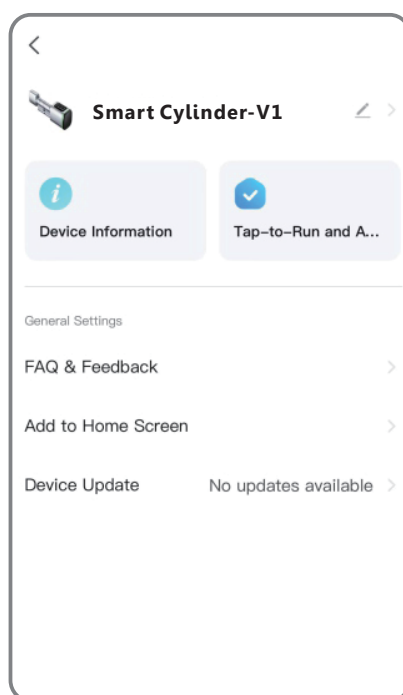 Smart Cylinder-V1
Device Information
Tap-to-Run and A...
General Settings
FAQ & Feedback
Add to Home Screen
Device Update No updates available